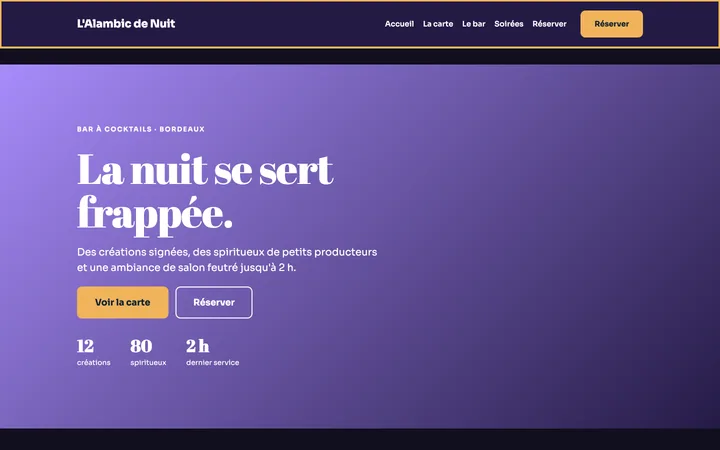 L'Alambic de Nuit
Accueil La carte Le bar Soirées Réserver Réserver
BAR À COCKTAILS · BORDEAUX
La nuit se sert
frappée.
Des créations signées, des spiritueux de petits producteurs
et une ambiance de salon feutré jusqu'à 2 h.
Voir la carte Réserver
12 80 2 h
créations spiritueux dernier service